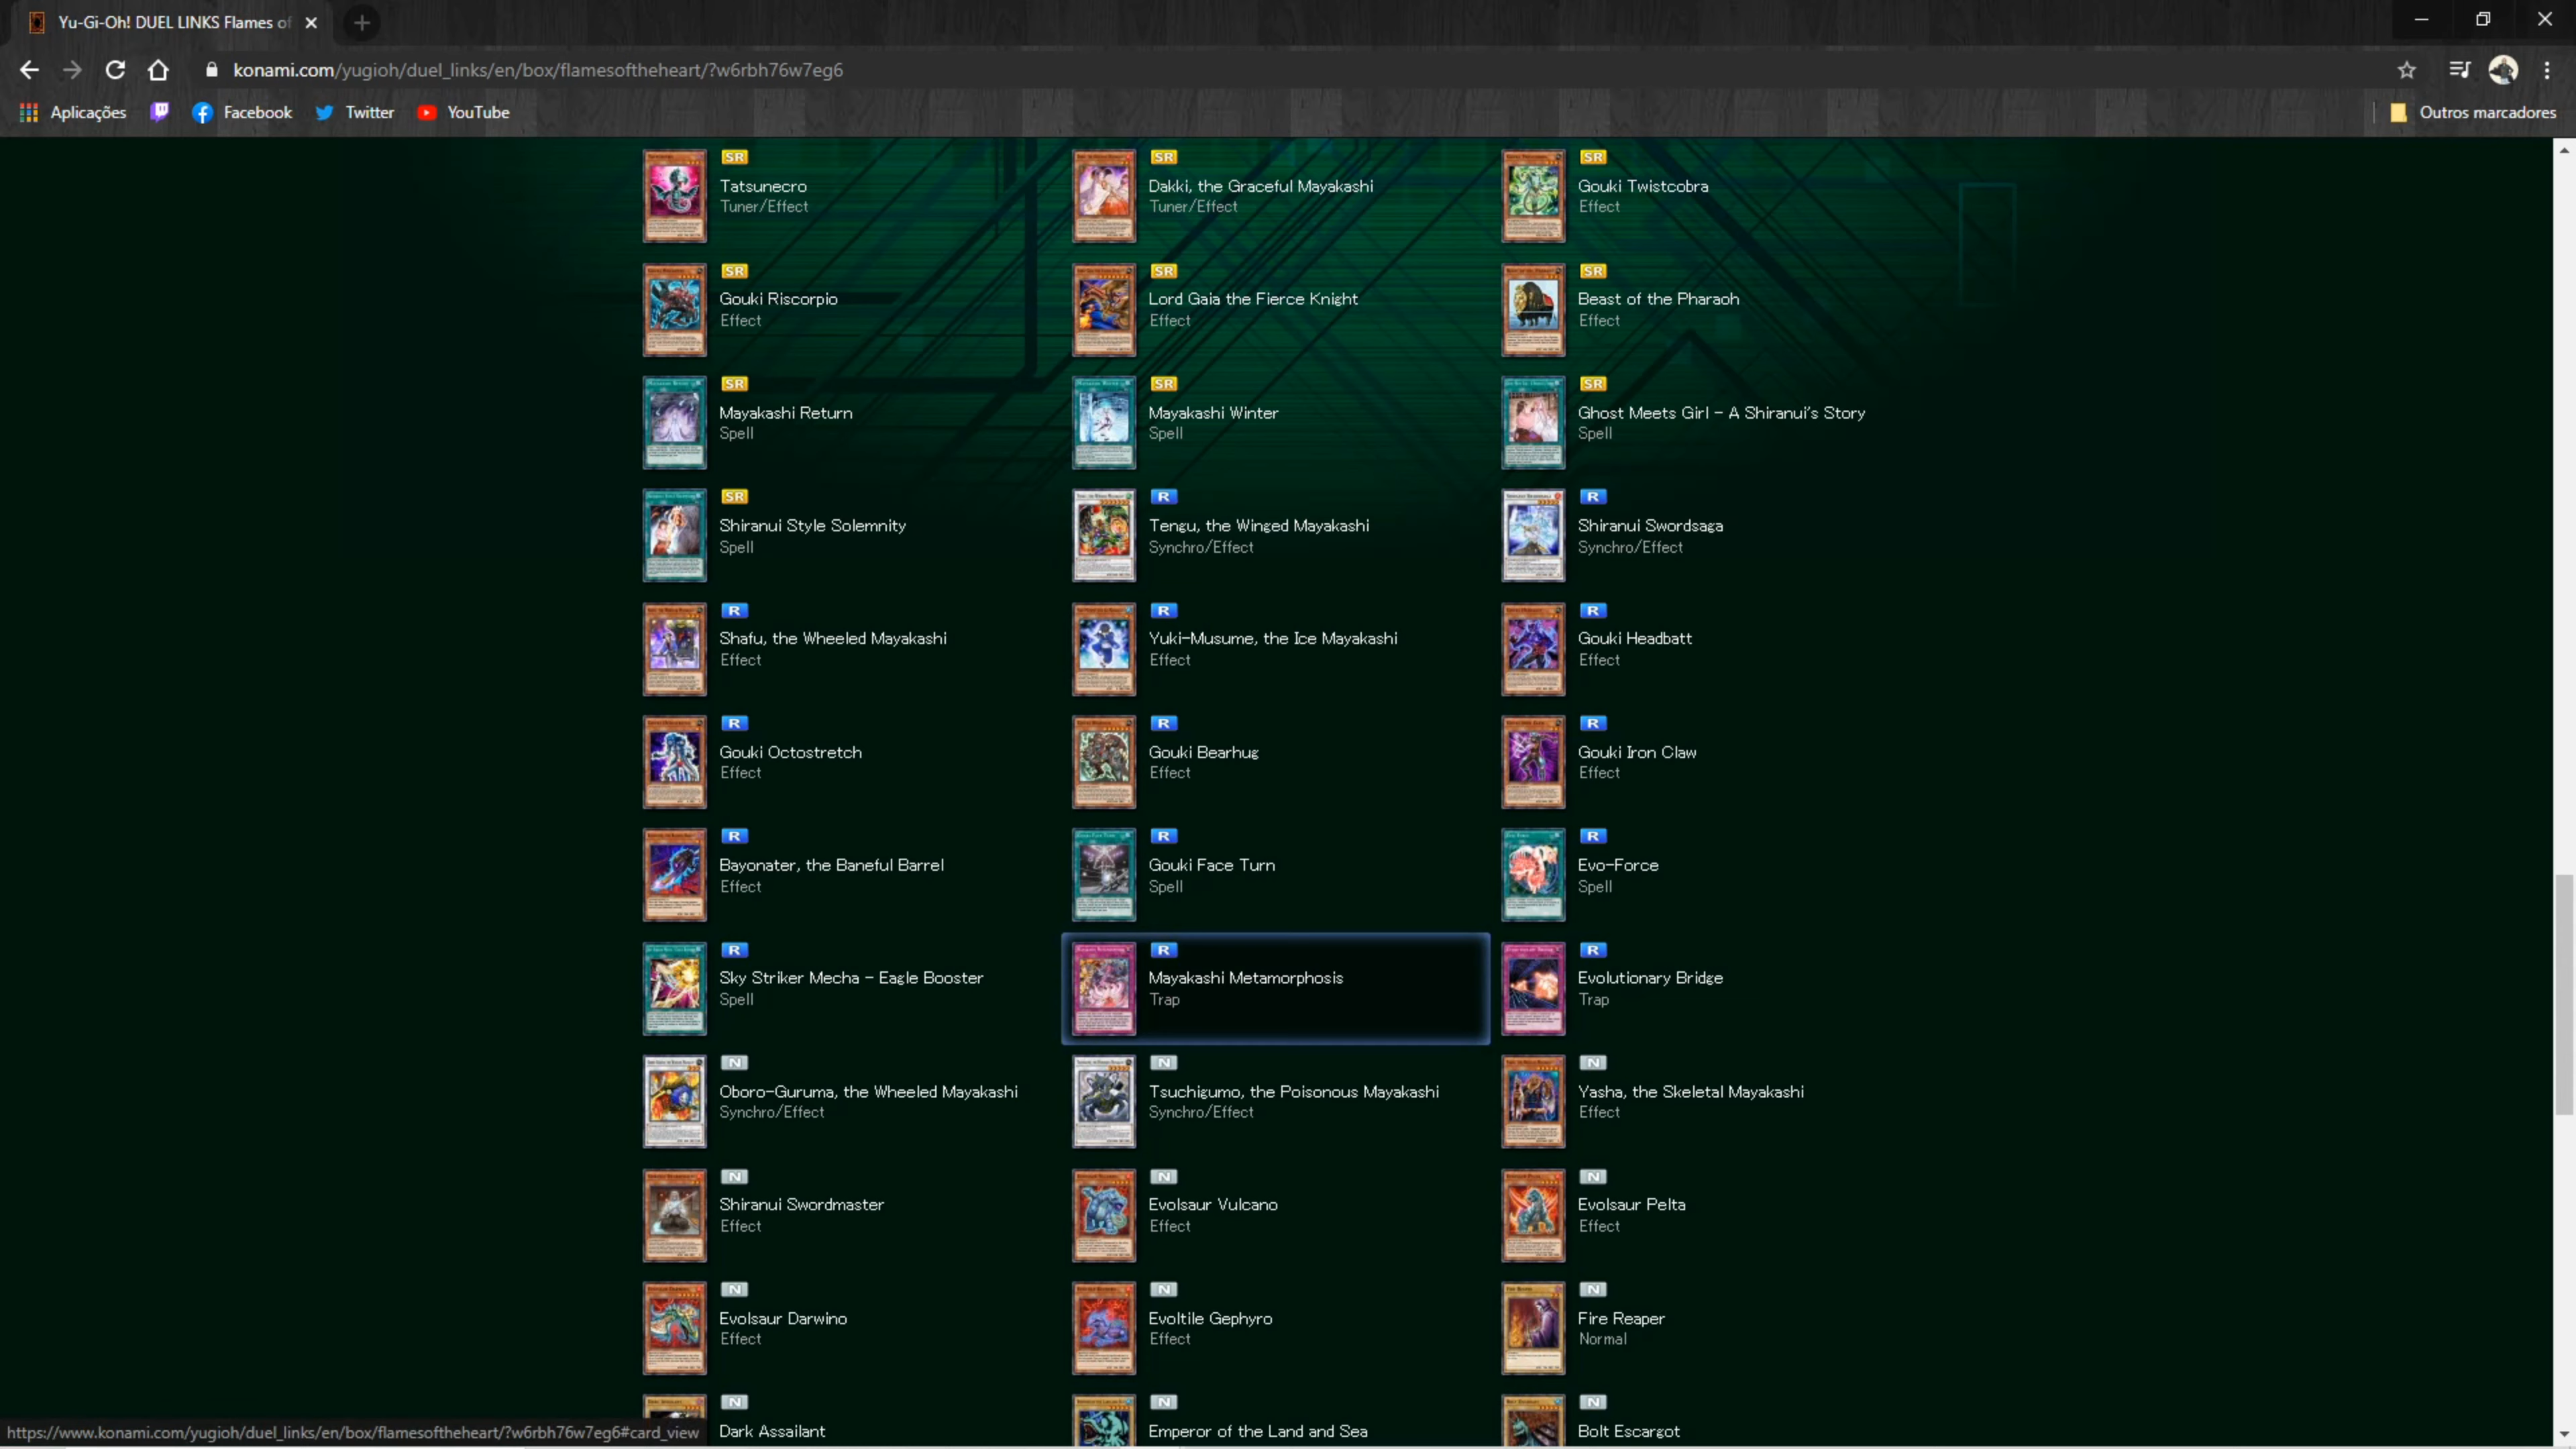 Yu-Gi-Oh! DUEL LINKS Flames of
konami.com/yugioh/duel_links/en/box/flamesoftheheart/?w6rbh76w7eg6
Aplicações Facebook Twitter YouTube Outros marcadores
SR SR SR
Tatsunecro Dakki, the Graceful Mayakashi Gouki Twistcobra
Tuner/Effect Tuner/Effect Effect
SR SR SR
Gouki Riscorpio Lord Gaia the Fierce Knight Beast of the Pharaoh
Effect Effect Effect
SR SR SR
Mayakashi Return Mayakashi Winter Ghost Meets Girl - A Shiranui's Story
Spell Spell Spell
SR R R
Shiranui Style Solemnity Tengu, the Winged Mayakashi Shiranui Swordsaga
Spell Synchro/Effect Synchro/Effect
R R R
Shafu, the Wheeled Mayakashi Yuki-Musume, the Ice Mayakashi Gouki Headbatt
Effect Effect Effect
R R R
Gouki Octostretch Gouki Bearhug Gouki Iron Claw
Effect Effect Effect
R R R
Bayonater, the Baneful Barrel Gouki Face Turn Evo-Force
Effect Spell Spell
R R R
Sky Striker Mecha - Eagle Booster Mayakashi Metamorphosis Evolutionary Bridge
Spell Trap Trap
N N N
Oboro-Guruma, the Wheeled Mayakashi Tsuchigumo, the Poisonous Mayakashi Yasha, the Skeletal Mayakashi
Synchro/Effect Synchro/Effect Effect
N N N
Shiranui Swordmaster Evolsaur Vulcano Evolsaur Pelta
Effect Effect Effect
N N N
Evolsaur Darwino Evoltile Gephyro Fire Reaper
Effect Effect Normal
N N N
Dark Assailant Emperor of the Land and Sea Bolt Escargot
https://www.konami.com/yugioh/duel_links/en/box/flamesoftheheart/?w6rbh76w7eg6#card_view